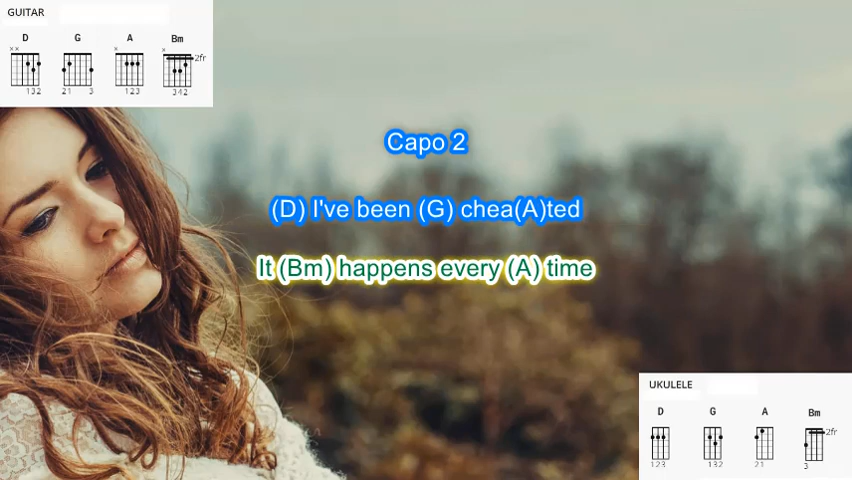 GUITAR
D G A Bm
xx x x
2fr
132 21 3 123 342
Capo 2
(D) I've been (G) chea(A)ted
It (Bm) happens every (A) time
UKULELE
D G A Bm
2fr
123 132 21 3